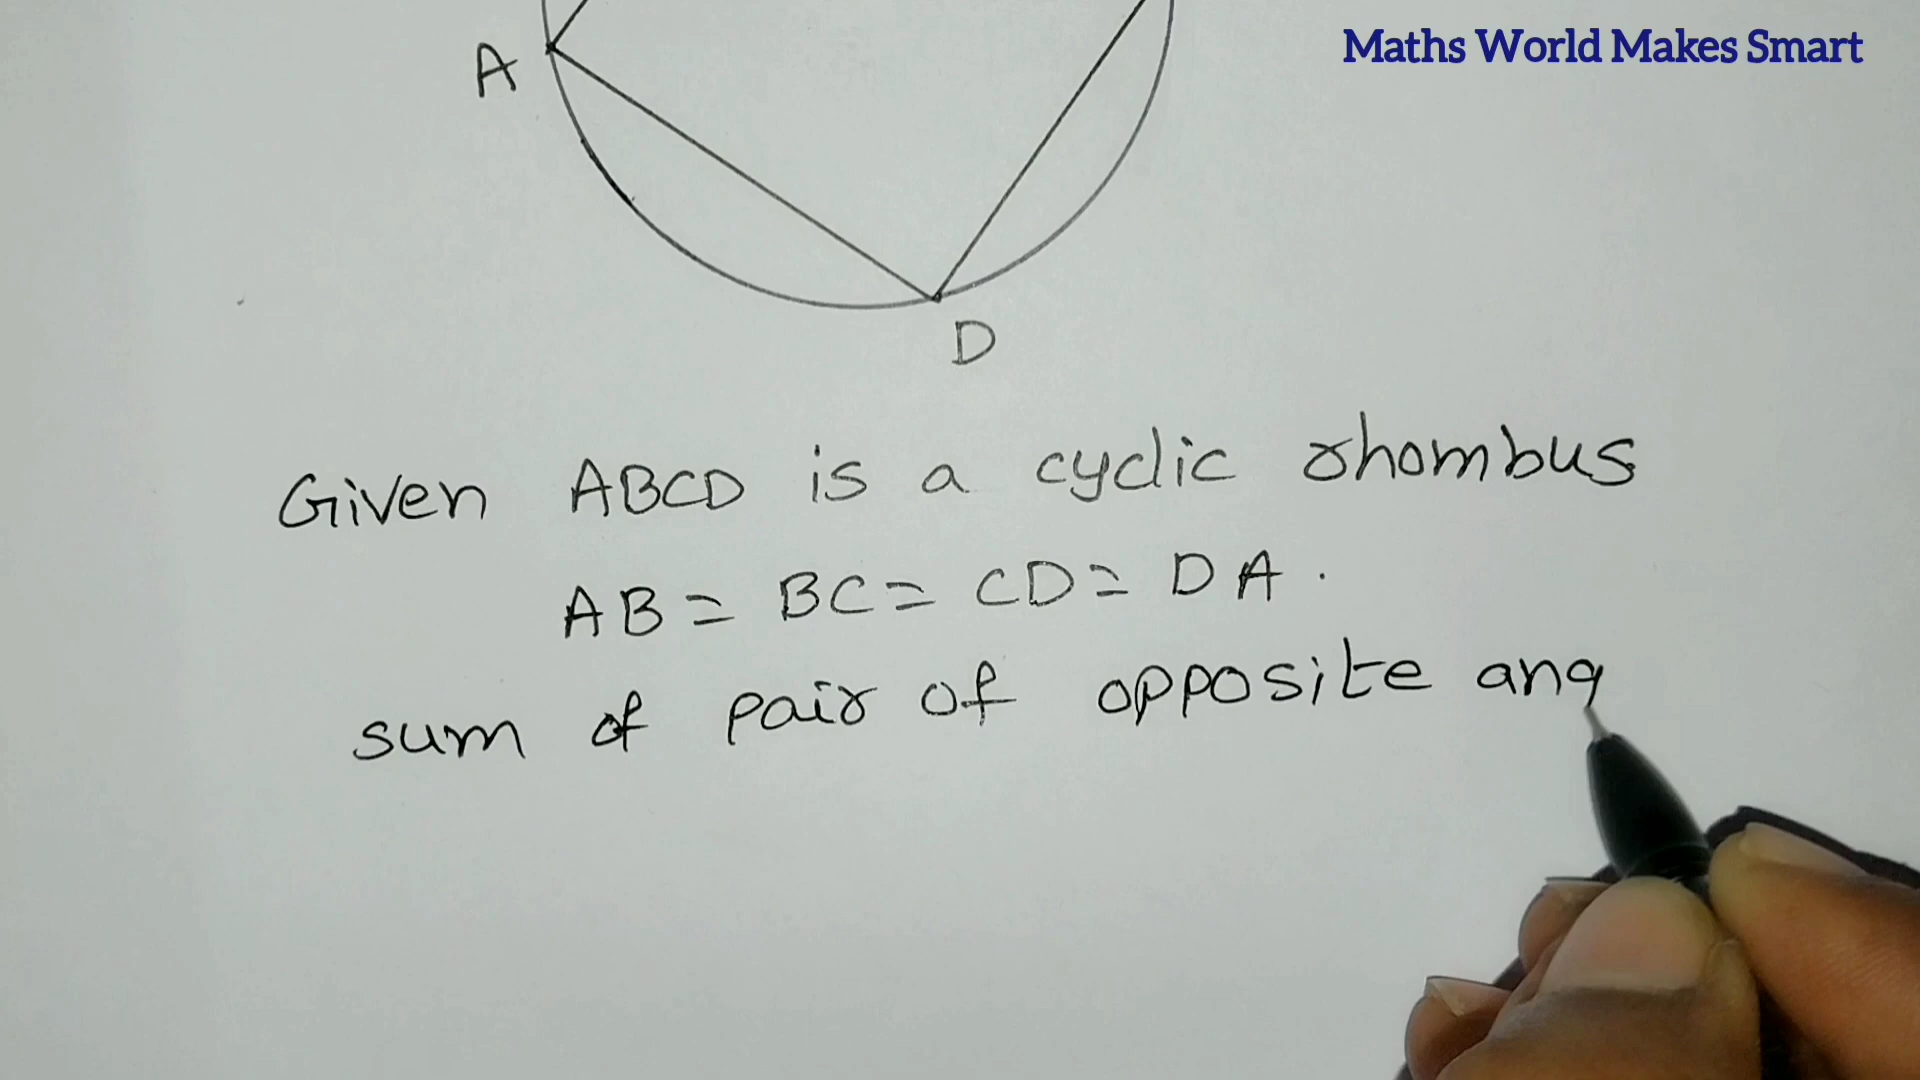 Maths World Makes Smart
A
D
Given ABCD is a cyclic rhombus
AB = BC = CD = DA.
sum of pair of opposite ang